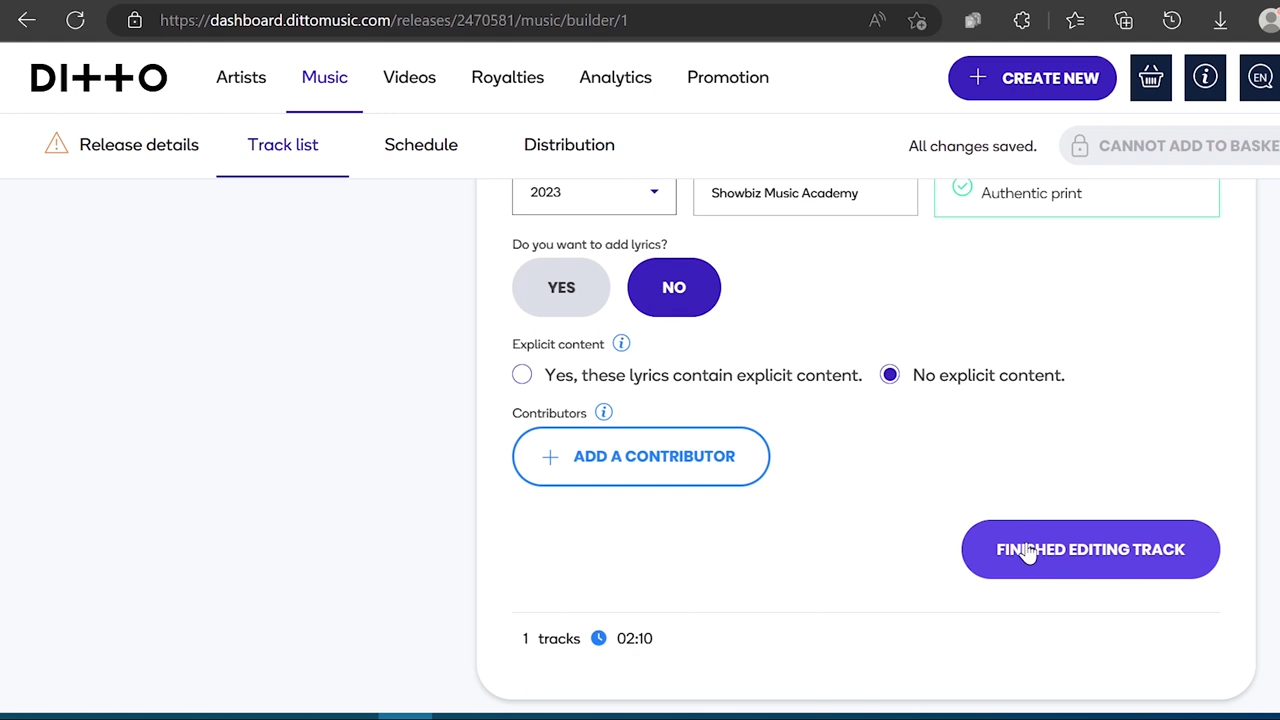 https://dashboard.dittomusic.com/releases/2470581/music/builder/1
DITTO Artists Music Videos Royalties Analytics Promotion + CREATE NEW EN
Release details Track list Schedule Distribution All changes saved. CANNOT ADD TO BASKE
2023 Showbiz Music Academy Authentic print
Do you want to add lyrics?
YES NO
Explicit content
Yes, these lyrics contain explicit content. No explicit content.
Contributors
+ ADD A CONTRIBUTOR
FINISHED EDITING TRACK
1 tracks 02:10